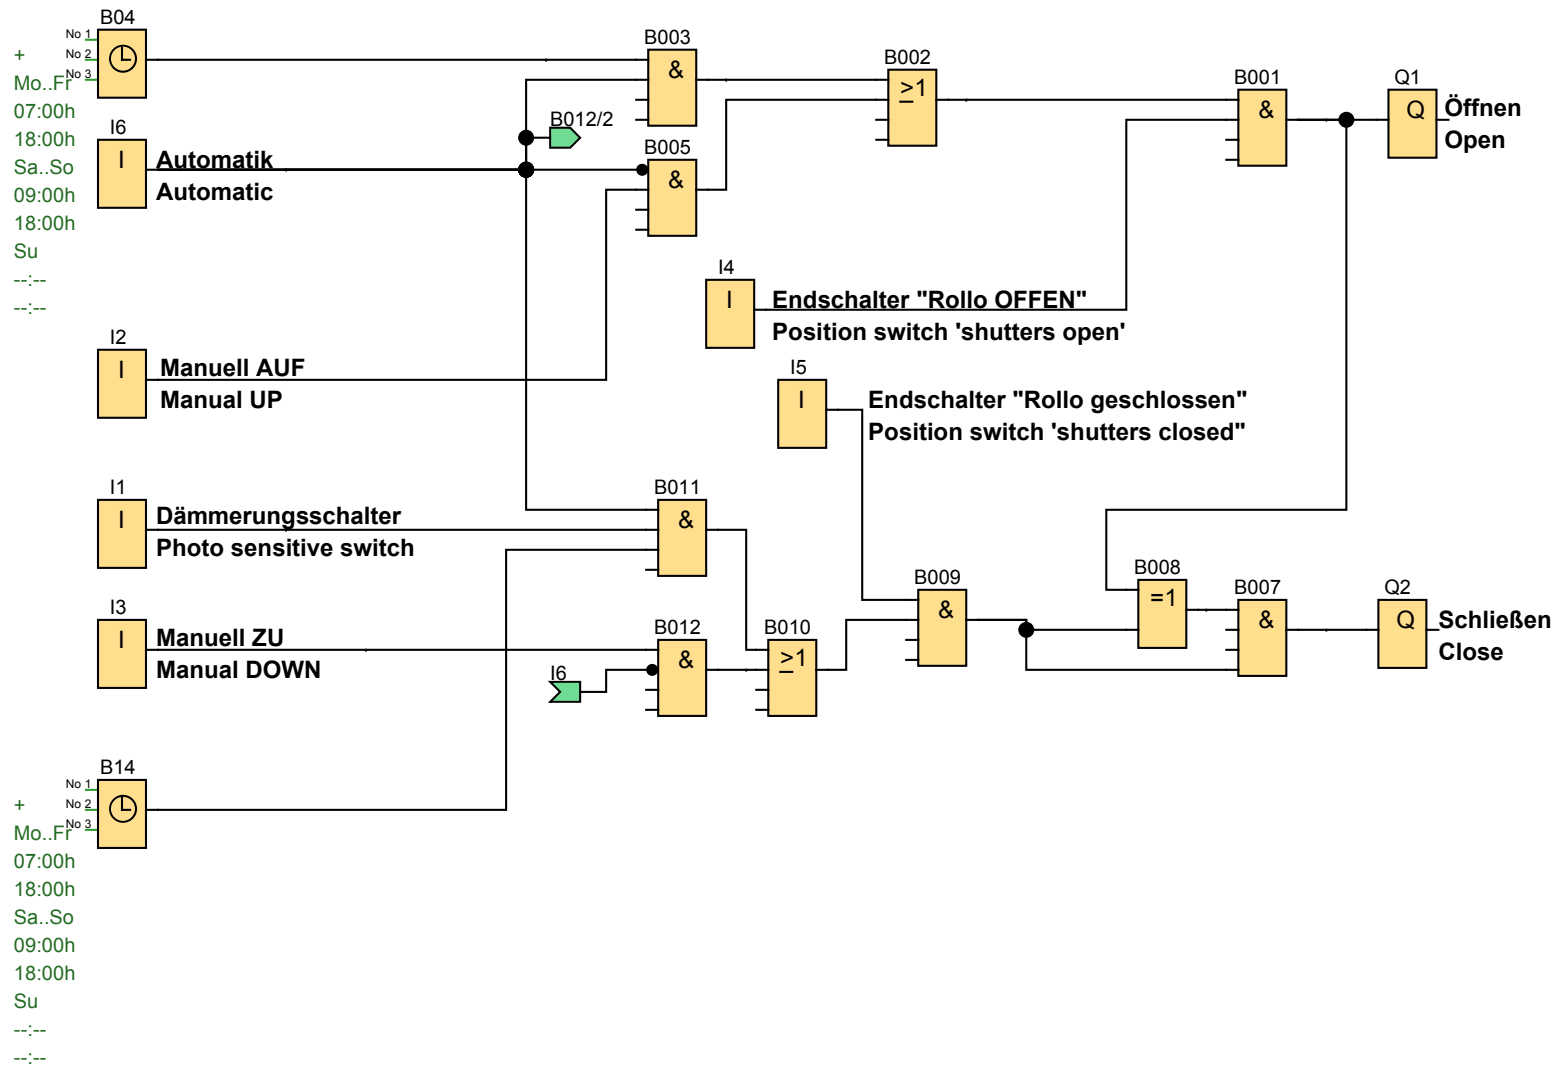 B04
No 1
No 2
No 3
+
Mo..Fr
07:00h
18:00h
Sa..So
09:00h
18:00h
Su
--:--
--:--
I6
I
Automatik
Automatic
B012/2
B003
&
B005
&
B002
>1
B001
&
Q1
Q
Öffnen
Open
I4
I
Endschalter "Rollo OFFEN"
Position switch 'shutters open'
I2
I
Manuell AUF
Manual UP
I5
I
Endschalter "Rollo geschlossen"
Position switch 'shutters closed"
I1
I
Dämmerungsschalter
Photo sensitive switch
B011
&
I3
I
Manuell ZU
Manual DOWN
I6
B012
&
B010
>1
B009
&
B008
=1
B007
&
Q2
Q
Schließen
Close
B14
No 1
No 2
No 3
+
Mo..Fr
07:00h
18:00h
Sa..So
09:00h
18:00h
Su
--:--
--:--